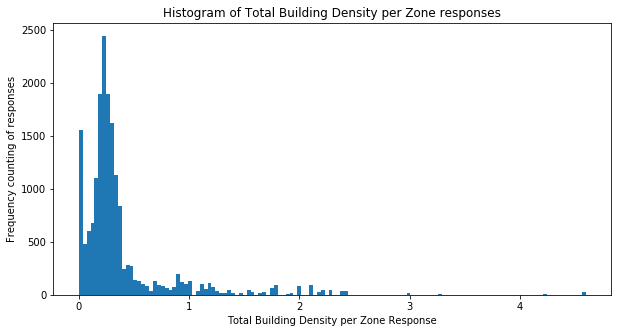 Histogram of Total Building Density per Zone responses
2500
2000
1500
1000
500
0
Frequency counting of responses
0 1 2 3 4
Total Building Density per Zone Response